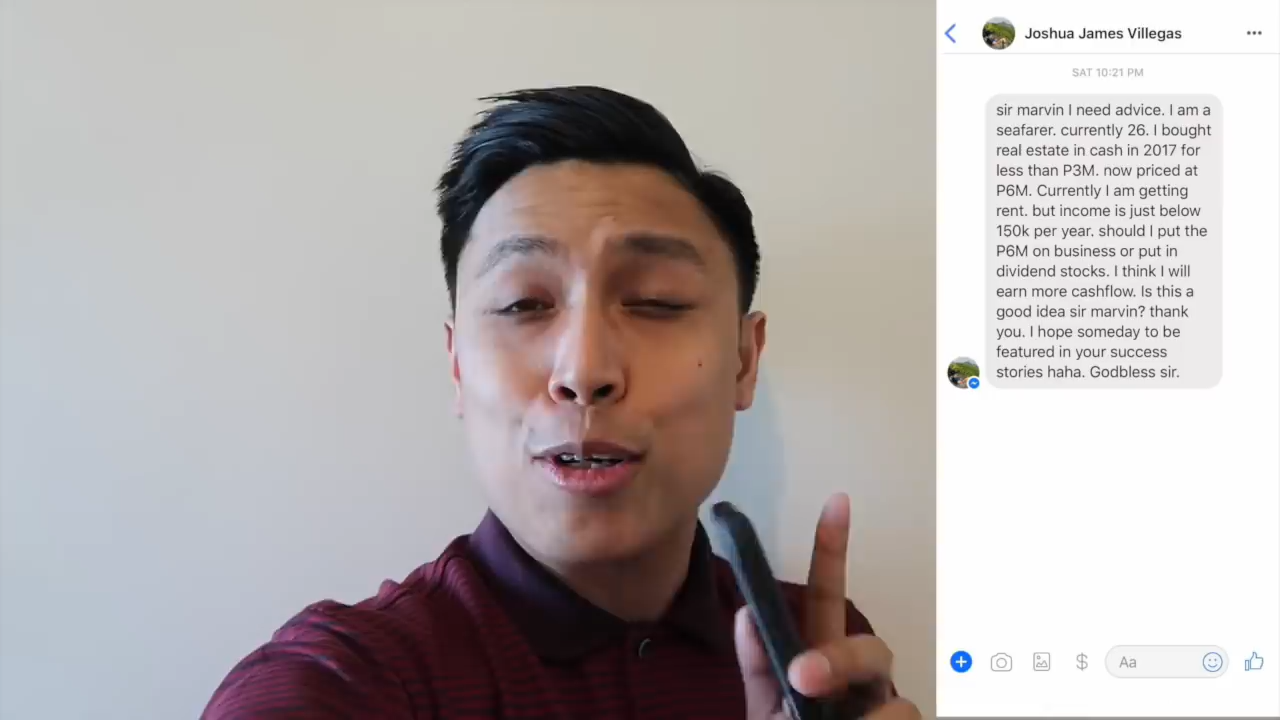 Joshua James Villegas
SAT 10:21 PM
sir marvin I need advice. I am a
seafarer. currently 26. I bought
real estate in cash in 2017 for
less than P3M. now priced at
P6M. Currently I am getting
rent. but income is just below
150k per year. should I put the
P6M on business or put in
dividend stocks. I think I will
earn more cashflow. Is this a
good idea sir marvin? thank
you. I hope someday to be
featured in your success
stories haha. Godbless sir.
Aa